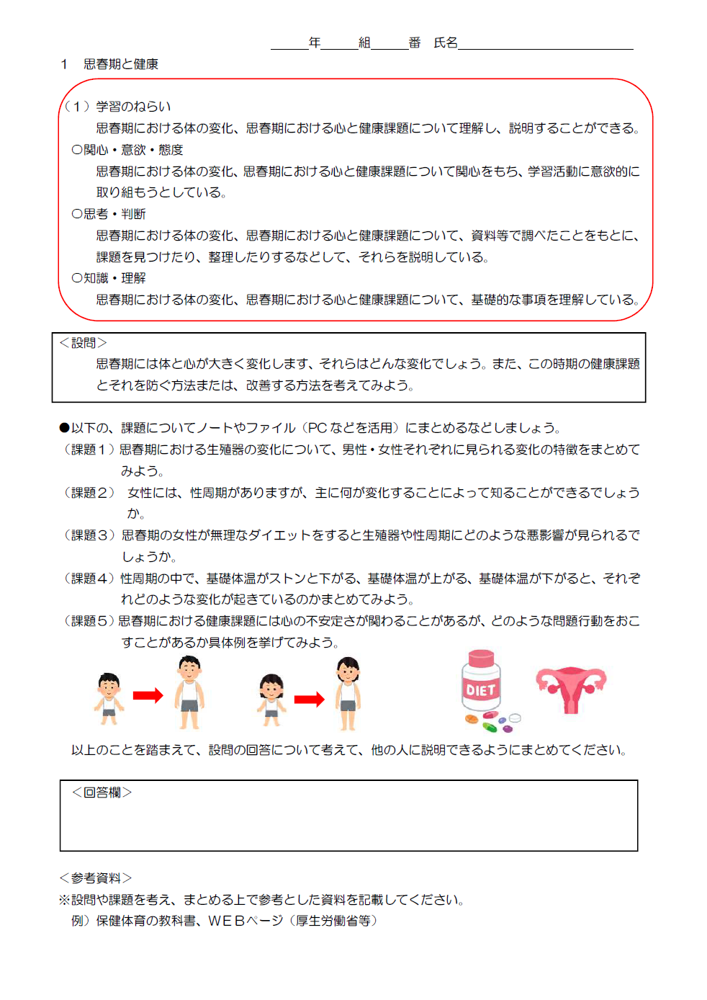 ＿＿＿年＿＿＿組＿＿＿番　氏名＿＿＿＿＿＿＿＿＿＿＿＿＿＿
１　思春期と健康
（１）学習のねらい
思春期における体の変化、思春期における心と健康課題について理解し、説明することができる。
○関心・意欲・態度
思春期における体の変化、思春期における心と健康課題について関心をもち、学習活動に意欲的に
取り組もうとしている。
○思考・判断
思春期における体の変化、思春期における心と健康課題について、資料等で調べたことをもとに、
課題を見つけたり、整理したりするなどして、それらを説明している。
○知識・理解
思春期における体の変化、思春期における心と健康課題について、基礎的な事項を理解している。
＜設問＞
思春期には体と心が大きく変化します、それらはどんな変化でしょう。また、この時期の健康課題
とそれを防ぐ方法または、改善する方法を考えてみよう。
●以下の、課題についてノートやファイル（PCなどを活用）にまとめるなどしましょう。
（課題１）思春期における生殖器の変化について、男性・女性それぞれに見られる変化の特徴をまとめて
みよう。
（課題２）　女性には、性周期がありますが、主に何が変化することによって知ることができるでしょう
か。
（課題３）思春期の女性が無理なダイエットをすると生殖器や性周期にどのような悪影響が見られるで
しょうか。
（課題４）性周期の中で、基礎体温がストンと下がる、基礎体温が上がる、基礎体温が下がると、それぞ
れどのような変化が起きているのかまとめてみよう。
（課題５）思春期における健康課題には心の不安定さが関わることがあるが、どのような問題行動をおこ
すことがあるか具体例を挙げてみよう。
DIET
以上のことを踏まえて、設問の回答について考えて、他の人に説明できるようにまとめてください。
＜回答欄＞
＜参考資料＞
※設問や課題を考え、まとめる上で参考とした資料を記載してください。
例）保健体育の教科書、ＷＥＢページ（厚生労働省等）